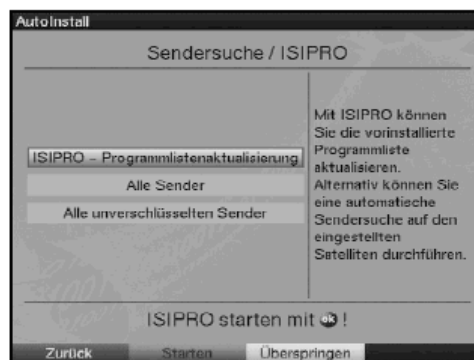 AutoInstall
Sendersuche / ISIPRO
ISIPRO – Programmlistenaktualisierung
Alle Sender
Alle unverschlüsselten Sender
Mit ISIPRO können
Sie die vorinstallierte
Programmliste
aktualisieren.
Alternativ können Sie
eine automatische
Sendersuche auf den
eingestellten
Satelliten durchführen.
ISIPRO starten mit ok !
Zurück Starten Überspringen